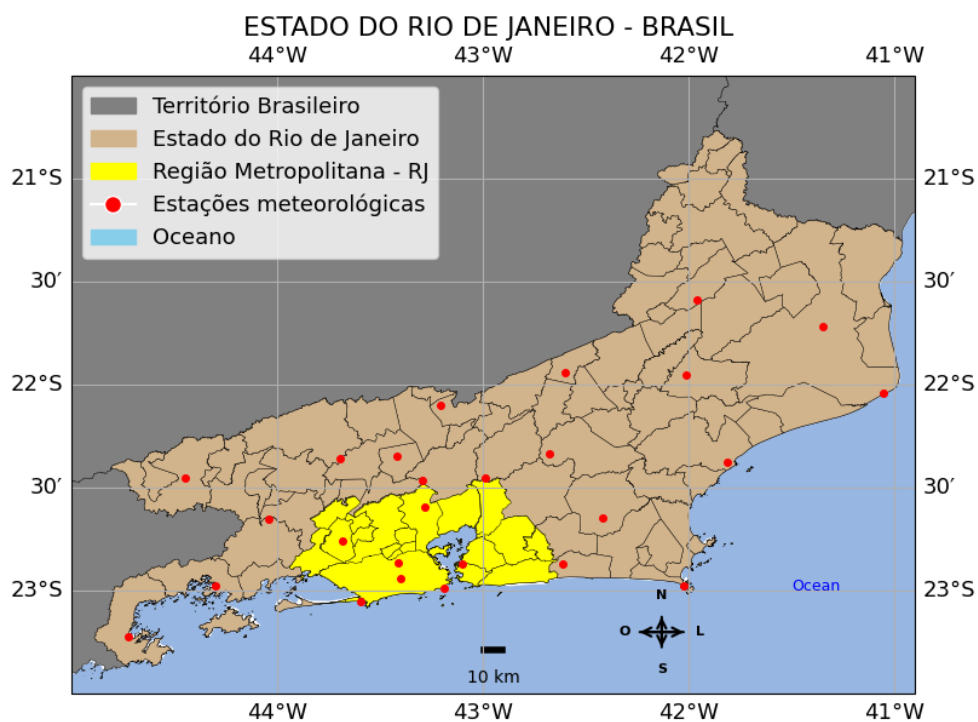 ESTADO DO RIO DE JANEIRO - BRASIL
44°W 43°W 42°W 41°W
Território Brasileiro
Estado do Rio de Janeiro
Região Metropolitana - RJ
Estações meteorológicas
Oceano
21°S 21°S
30′ 30′
22°S 22°S
30′ 30′
23°S 23°S
Ocean
N
O L
S
10 km
44°W 43°W 42°W 41°W